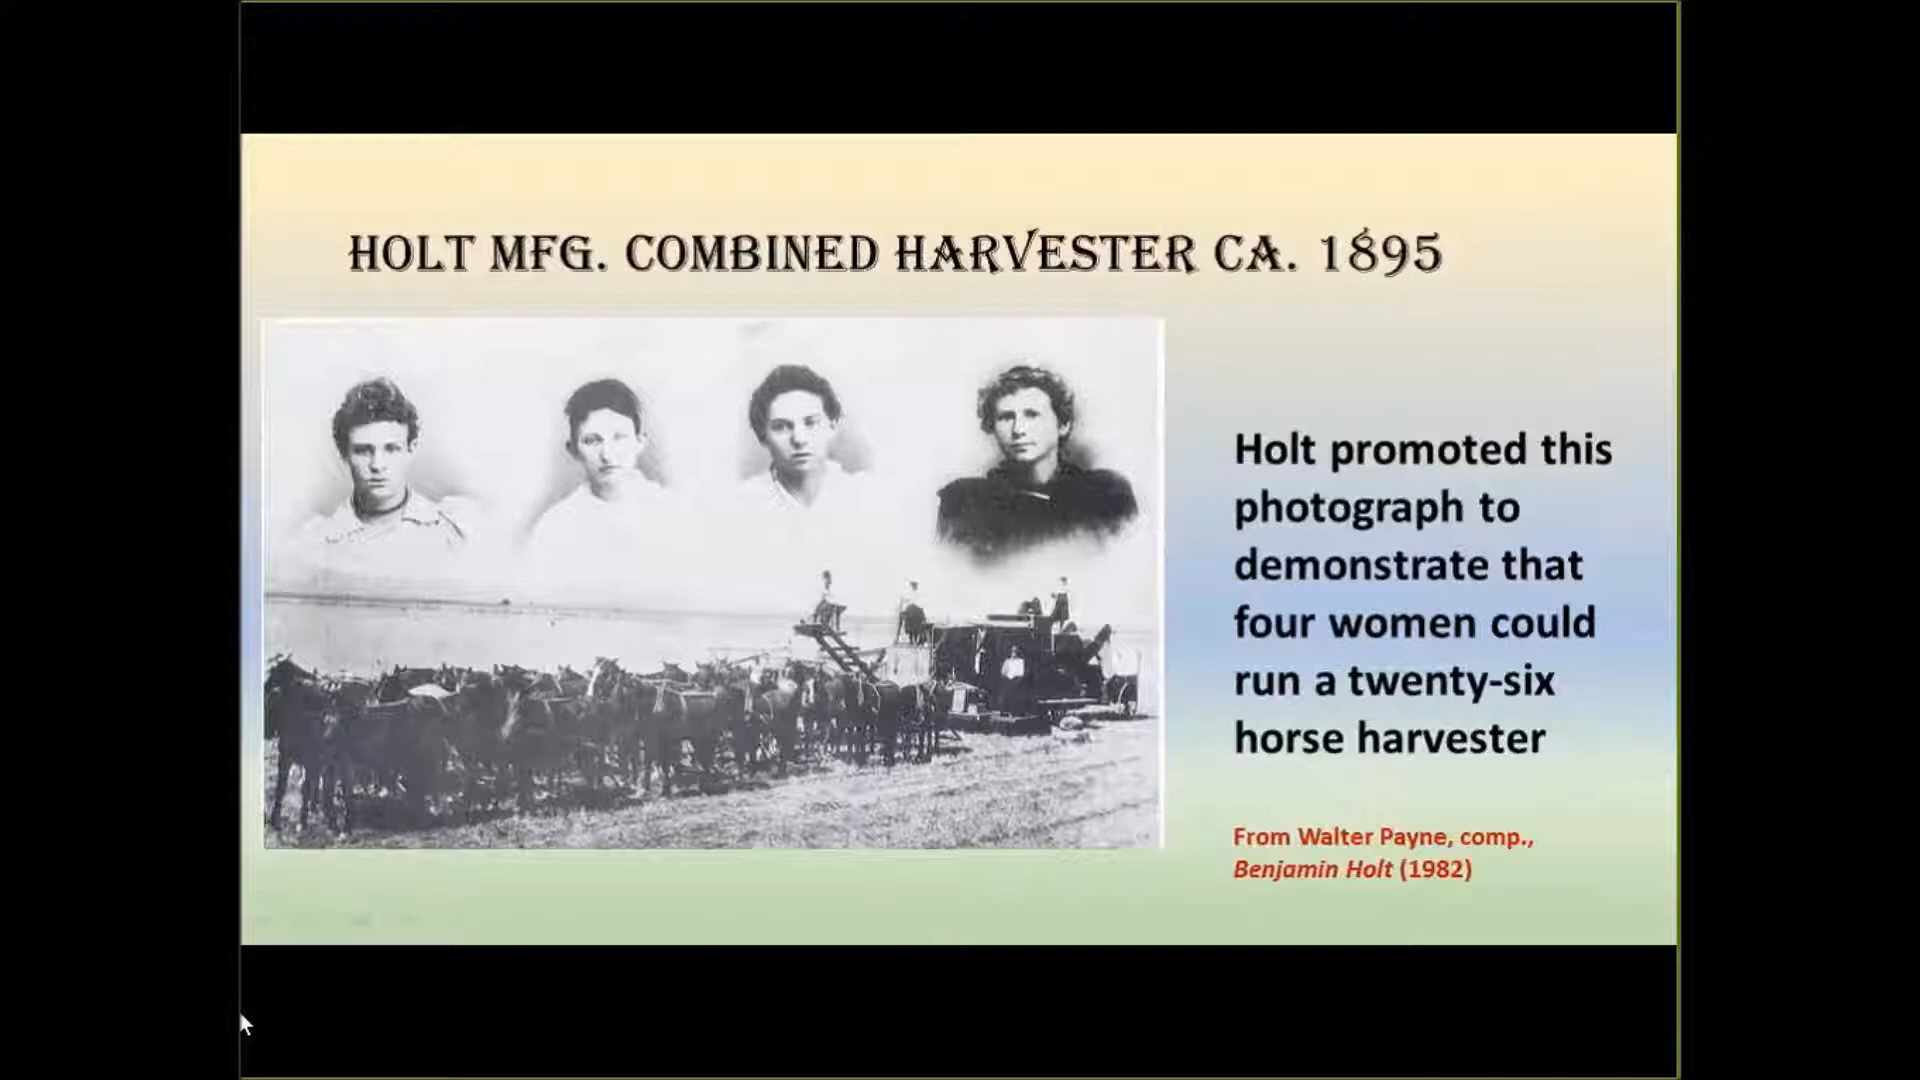 HOLT MFG. COMBINED HARVESTER CA. 1895
Holt promoted this
photograph to
demonstrate that
four women could
run a twenty-six
horse harvester
From Walter Payne, comp.,
Benjamin Holt (1982)